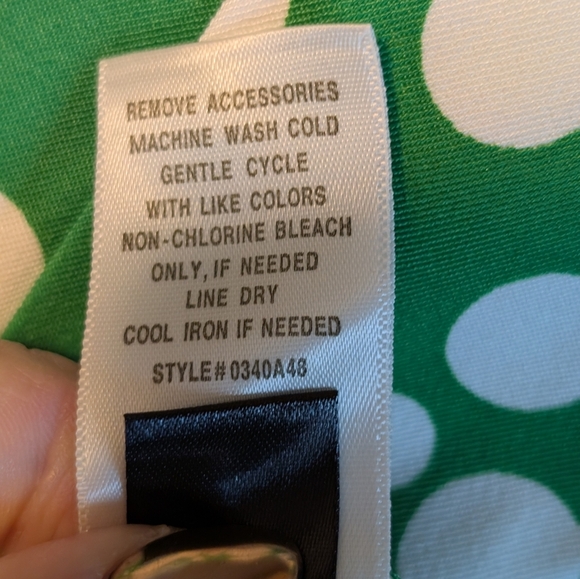 REMOVE ACCESSORIES
MACHINE WASH COLD
GENTLE CYCLE
WITH LIKE COLORS
NON-CHLORINE BLEACH
ONLY, IF NEEDED
LINE DRY
COOL IRON IF NEEDED
STYLE#0340A48